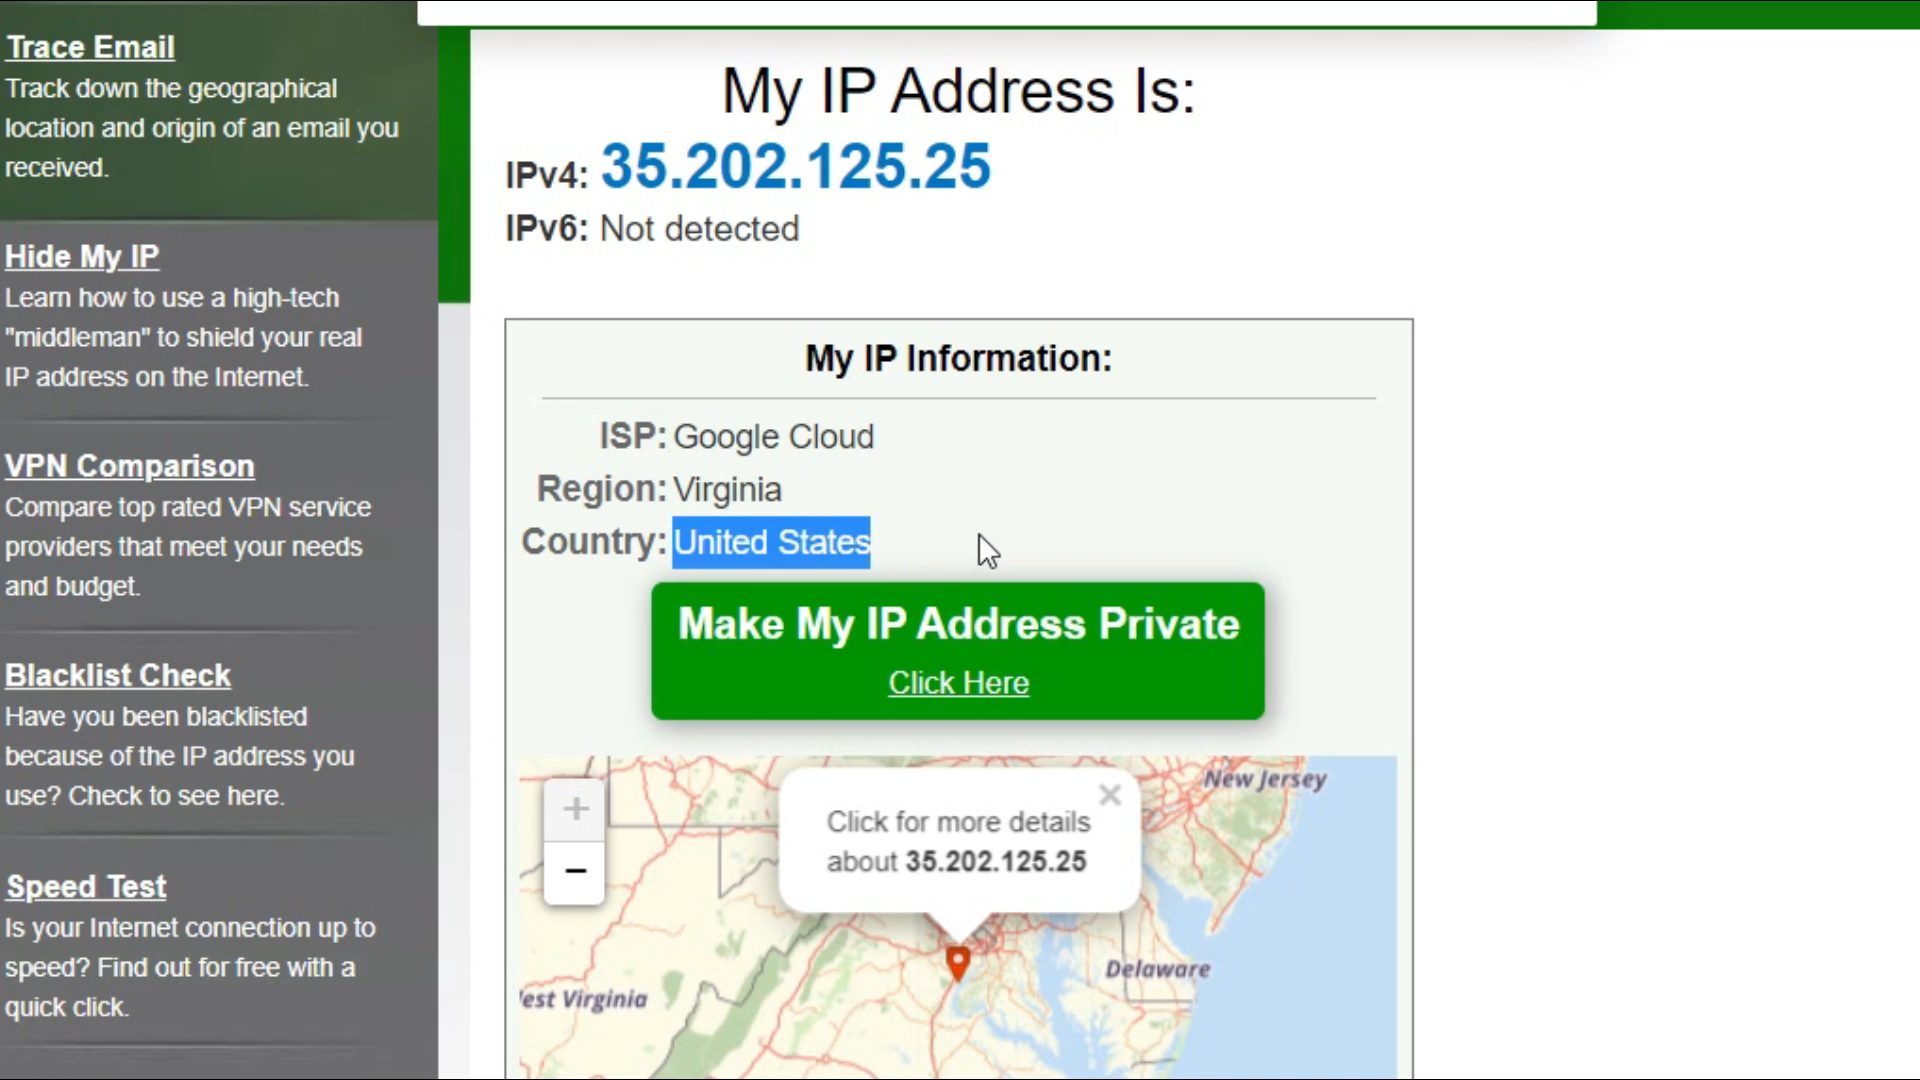 Trace Email
Track down the geographical
location and origin of an email you
received.
Hide My IP
Learn how to use a high-tech
"middleman" to shield your real
IP address on the Internet.
VPN Comparison
Compare top rated VPN service
providers that meet your needs
and budget.
Blacklist Check
Have you been blacklisted
because of the IP address you
use? Check to see here.
Speed Test
Is your Internet connection up to
speed? Find out for free with a
quick click.
My IP Address Is:
IPv4: 35.202.125.25
IPv6: Not detected
My IP Information:
ISP: Google Cloud
Region: Virginia
Country: United States
Make My IP Address Private
Click Here
+
−
Click for more details
about 35.202.125.25
×
New Jersey
Delaware
est Virginia